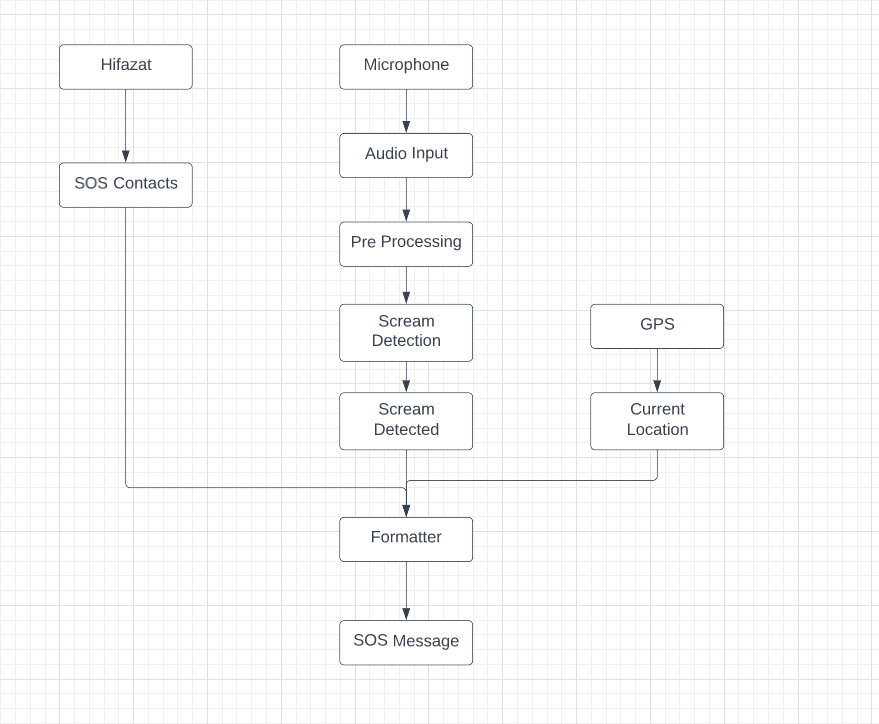 Hifazat
Microphone
Audio Input
SOS Contacts
Pre Processing
Scream
Detection
GPS
Scream
Detected
Current
Location
Formatter
SOS Message